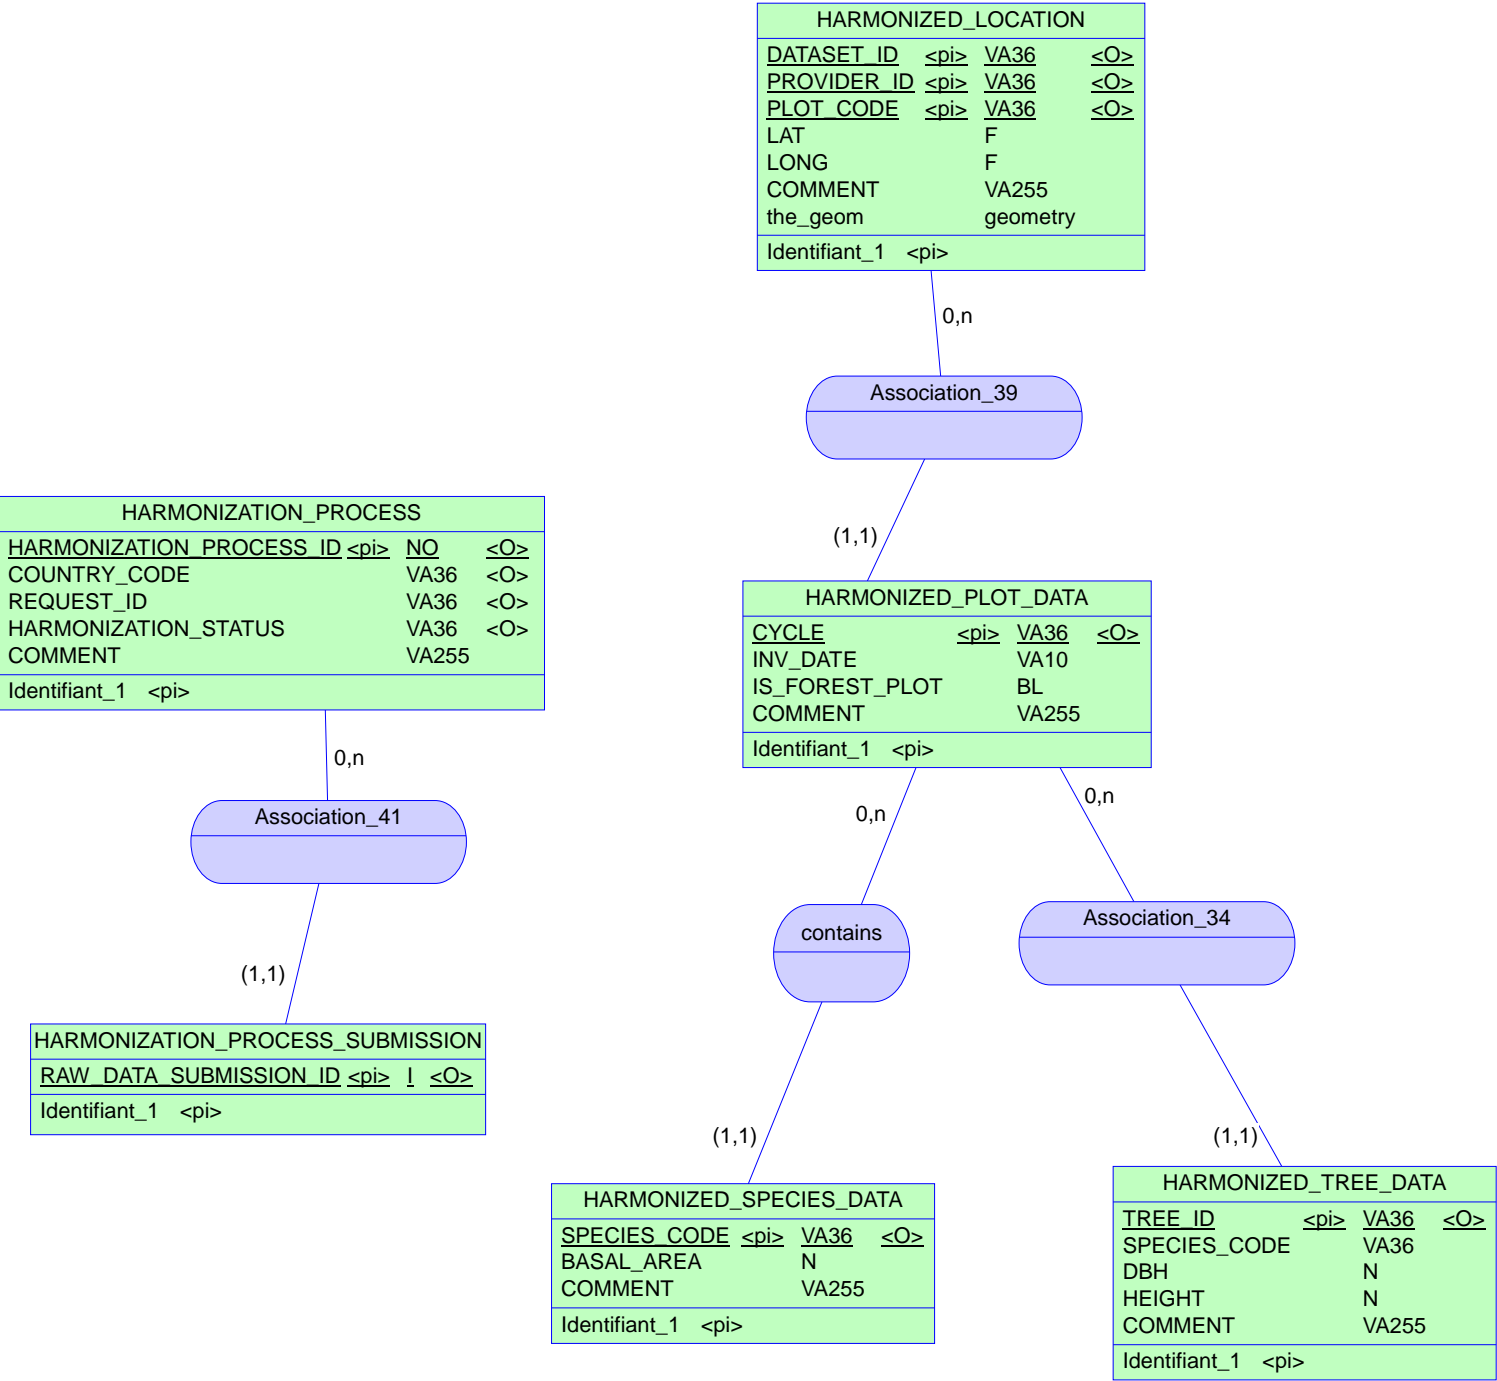 HARMONIZED_LOCATION
DATASET_ID <pi> VA36 <O>
PROVIDER_ID <pi> VA36 <O>
PLOT_CODE <pi> VA36 <O>
LAT F
LONG F
COMMENT VA255
the_geom geometry
Identifiant_1 <pi>
0,n
Association_39
(1,1)
HARMONIZATION_PROCESS
HARMONIZATION_PROCESS_ID <pi> NO <O>
COUNTRY_CODE VA36 <O>
REQUEST_ID VA36 <O>
HARMONIZATION_STATUS VA36 <O>
COMMENT VA255
Identifiant_1 <pi>
0,n
Association_41
(1,1)
HARMONIZATION_PROCESS_SUBMISSION
RAW_DATA_SUBMISSION_ID <pi> I <O>
Identifiant_1 <pi>
HARMONIZED_PLOT_DATA
CYCLE <pi> VA36 <O>
INV_DATE VA10
IS_FOREST_PLOT BL
COMMENT VA255
Identifiant_1 <pi>
0,n
contains
(1,1)
HARMONIZED_SPECIES_DATA
SPECIES_CODE <pi> VA36 <O>
BASAL_AREA N
COMMENT VA255
Identifiant_1 <pi>
0,n
Association_34
(1,1)
HARMONIZED_TREE_DATA
TREE_ID <pi> VA36 <O>
SPECIES_CODE VA36
DBH N
HEIGHT N
COMMENT VA255
Identifiant_1 <pi>